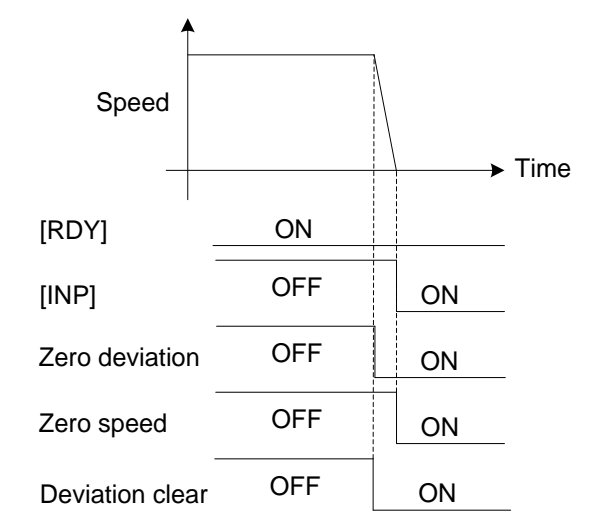 Speed
Time
[RDY] ON
[INP] OFF ON
Zero deviation OFF ON
Zero speed OFF ON
Deviation clear OFF ON